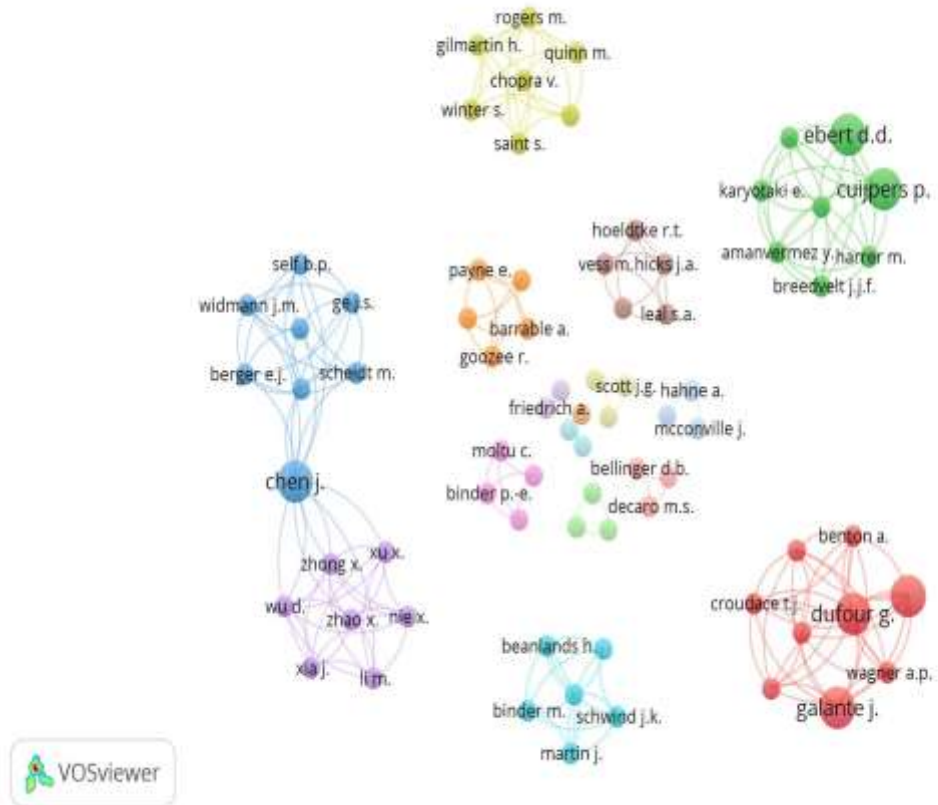 rogers m.
gilmartin h.
quinn m.
chopra v.
winter s.
saint s.
ebert d.d.
karyotaki e.
cuijpers p.
amanvermez y.
harrer m.
breedvelt j.j.f.
hoeldtke r.t.
vess m.
hicks j.a.
leal s.a.
payne e.
barrable a.
goozee r.
self b.p.
widmann j.m.
ge j.s.
berger e.j.
scheidt m.
chen j.
scott j.g.
hahne a.
friedrich a.
mcconville j.
moltu c.
bellinger d.b.
binder p.-e.
decaro m.s.
xu x.
zhong x.
wu d.
zhao x.
nie x.
xia j.
li m.
benton a.
croudace t.j.
dufour g.
wagner a.p.
galante j.
beanlands h.
binder m.
schwind j.k.
martin j.
VOSviewer